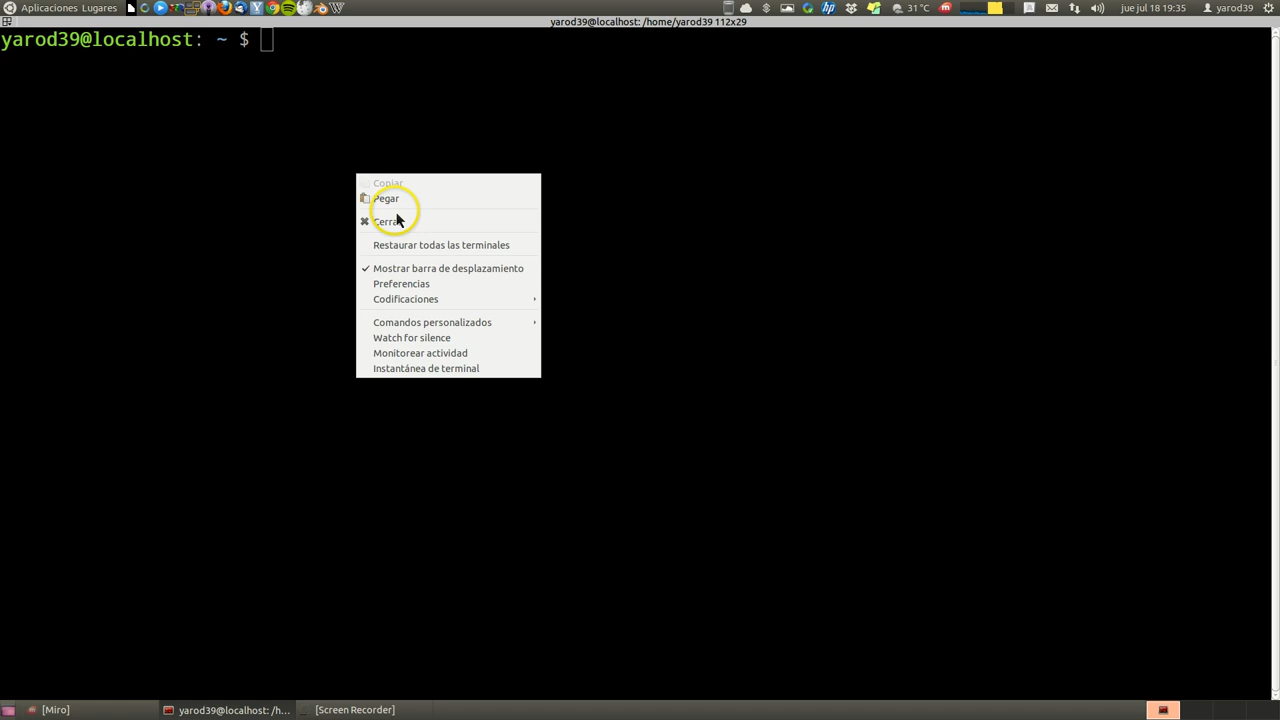 Aplicaciones Lugares
31°C
jue jul 18 19:35
yarod39
yarod39@localhost: /home/yarod39 112x29
yarod39@localhost: ~ $
Copiar
Pegar
Cerrar
Restaurar todas las terminales
Mostrar barra de desplazamiento
Preferencias
Codificaciones
Comandos personalizados
Watch for silence
Monitorear actividad
Instantánea de terminal
[Miro]
yarod39@localhost: /h...
[Screen Recorder]